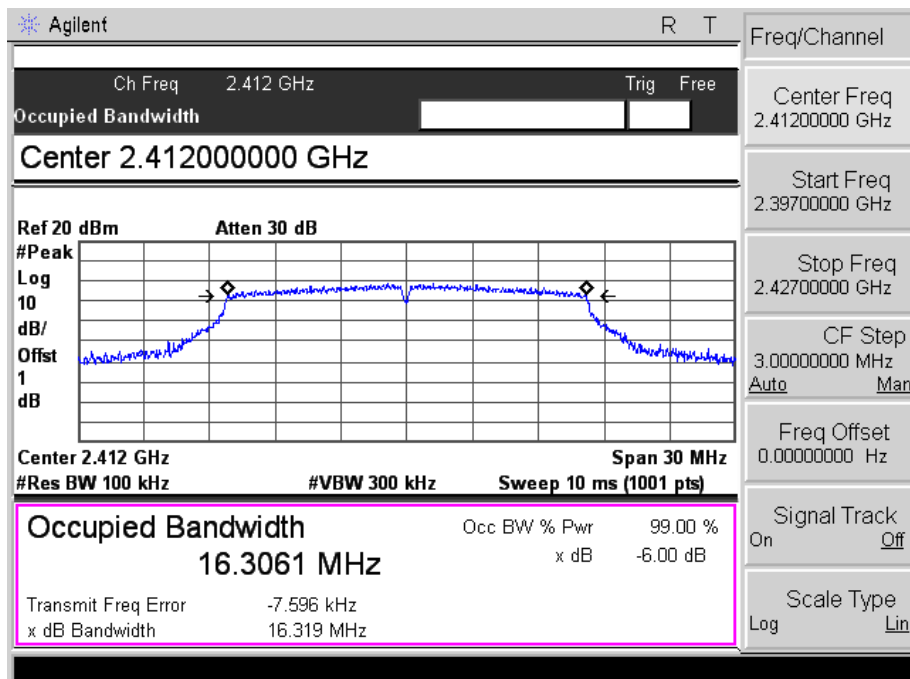 Agilent
R T
Ch Freq 2.412 GHz
Trig Free
Occupied Bandwidth
Center 2.412000000 GHz
Ref 20 dBm
Atten 30 dB
#Peak
Log
10
dB/
Offst
1
dB
Center 2.412 GHz
Span 30 MHz
#Res BW 100 kHz
#VBW 300 kHz
Sweep 10 ms (1001 pts)
Occupied Bandwidth
16.3061 MHz
Occ BW % Pwr 99.00 %
x dB -6.00 dB
Transmit Freq Error -7.596 kHz
x dB Bandwidth 16.319 MHz
Freq/Channel
Center Freq
2.41200000 GHz
Start Freq
2.39700000 GHz
Stop Freq
2.42700000 GHz
CF Step
3.00000000 MHz
Auto Man
Freq Offset
0.00000000 Hz
Signal Track
On Off
Scale Type
Log Lin